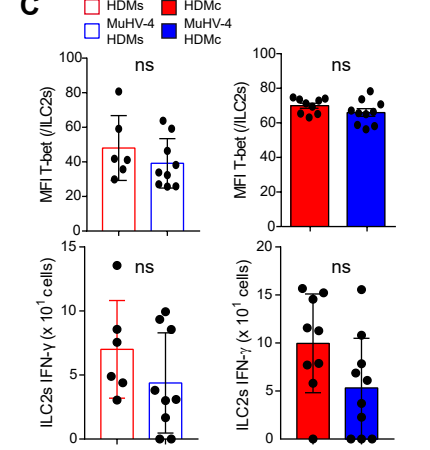 C
HDMs
HDMc
MuHV-4 HDMs
MuHV-4 HDMc
MFI T-bet (/ILC2s)
100
80
60
40
20
0
ns
MFI T-bet (/ILC2s)
100
80
60
40
20
0
ns
ILC2s IFN-γ (x 10¹ cells)
15
10
5
0
ns
ILC2s IFN-γ (x 10¹ cells)
20
15
10
5
0
ns